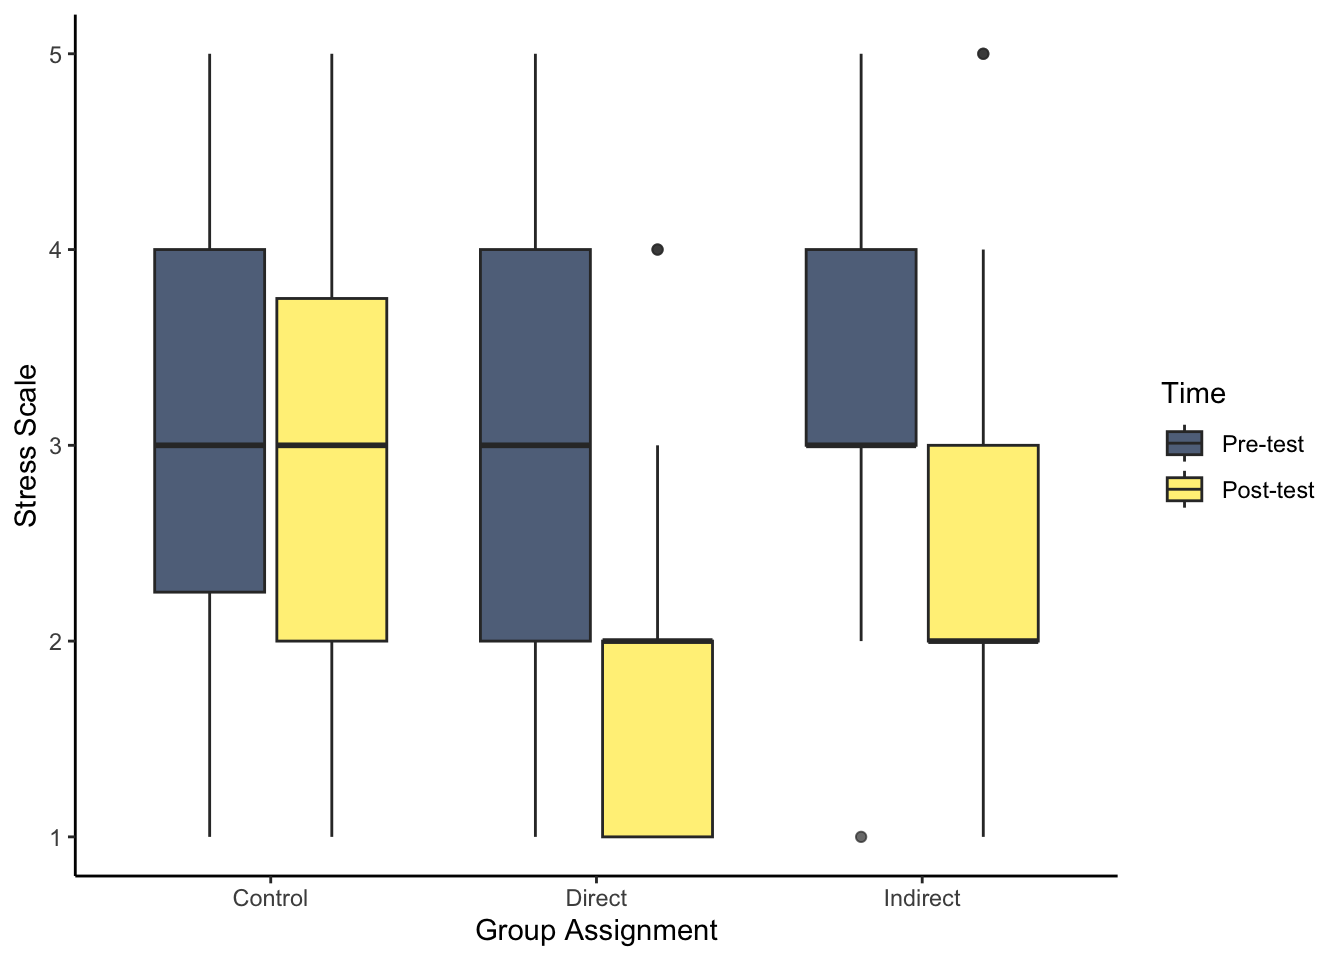 5
4
3
2
1
Stress Scale
Control
Direct
Indirect
Group Assignment
Time
Pre-test
Post-test